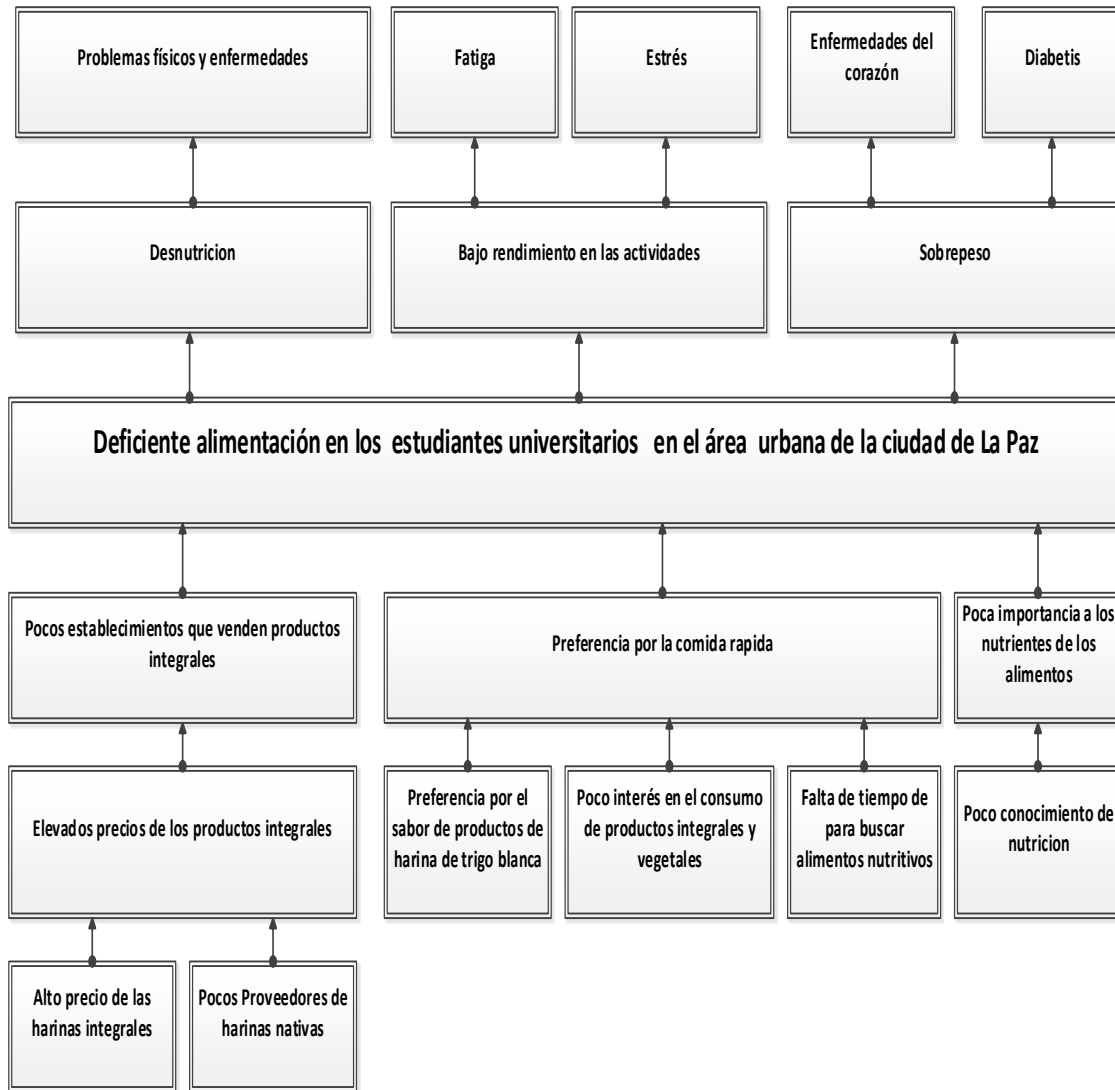 Problemas físicos y enfermedades
Fatiga
Estrés
Enfermedades del
corazón
Diabetis
Desnutricion
Bajo rendimiento en las actividades
Sobrepeso
Deficiente alimentación en los estudiantes universitarios en el área urbana de la ciudad de La Paz
Pocos establecimientos que venden productos
integrales
Preferencia por la comida rapida
Poca importancia a los
nutrientes de los
alimentos
Elevados precios de los productos integrales
Preferencia por el
sabor de productos de
harina de trigo blanca
Poco interés en el consumo
de productos integrales y
vegetales
Falta de tiempo de
para buscar
alimentos nutritivos
Poco conocimiento de
nutricion
Alto precio de las
harinas integrales
Pocos Proveedores de
harinas nativas